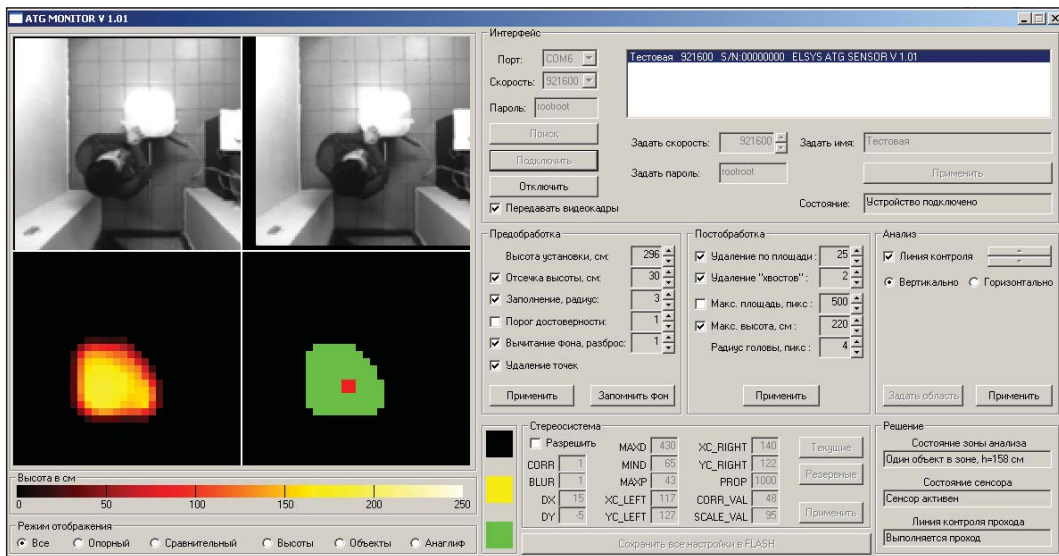 ATG MONITOR V 1.01
Интерфейс
Порт: COM6
Скорость: 921600
Пароль: rootroot
Поиск
Подключить
Отключить
Передавать видеокадры
Тестовая 921600 S/N:00000000 ELSYS ATG SENSOR V 1.01
Задать скорость: 921600 Задать имя: Тестовая
Задать пароль: rootroot Применить
Состояние: Устройство подключено
Предобработка
Высота установки, см: 296
Отсечка высоты, см: 30
Заполнение, радиус: 3
Порог достоверности: 1
Вычитание фона, разброс: 1
Удаление точек
Применить Запомнить фон
Постобработка
Удаление по площади : 25
Удаление "хвостов" : 2
Макс. площадь, пикс : 500
Макс. высота, см : 220
Радиус головы, пикс : 4
Применить
Анализ
Линия контроля
Вертикально Горизонтально
Задать область Применить
Стереосистема
Разрешить MAXD 430 XC_RIGHT 140 Текущие
CORR 1 MIND 65 YC_RIGHT 122
BLUR 1 MAXP 43 PROP 1000 Резервные
DX 15 XC_LEFT 117 CORR_VAL 48
DY -5 YC_LEFT 127 SCALE_VAL 95 Применить
Сохранить все настройки в FLASH
Решение
Состояние зоны анализа
Один объект в зоне, h=158 см
Состояние сенсора
Сенсор активен
Линия контроля прохода
Выполняется проход
Высота в см
0 50 100 150 200 250
Режим отображения
Все Опорный Сравнительный Высоты Объекты Анаглиф